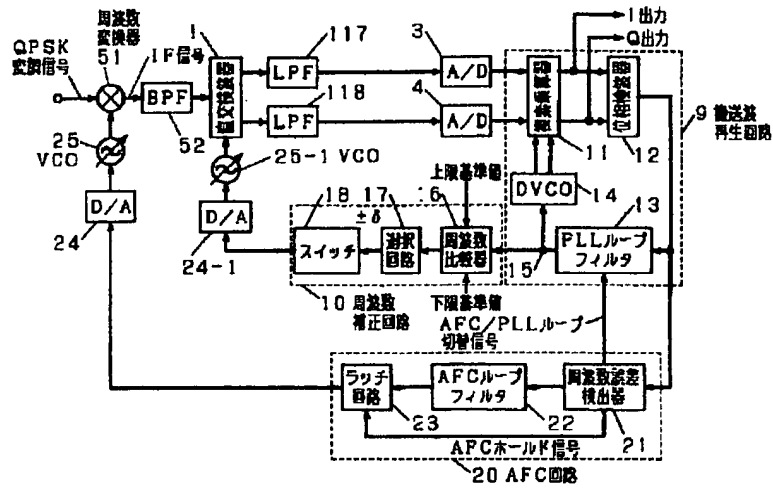 QPSK
変調信号
周波数
変換器
51
IF信号
BPF
52
1
直交検波器
117
LPF
118
LPF
3
A/D
4
A/D
I出力
Q出力
複素乗算器
11
位相検波器
12
9 搬送波
再生回路
25
VCO
25-1 VCO
DVCO
14
D/A
24
D/A
24-1
18
スイッチ
±δ
17
選択
回路
16
周波数
比較器
上限基準値
下限基準値
15
13
PLLループ
フィルタ
10 周波数
補正回路
AFC/PLLループ
切替信号
ラッチ
回路
23
AFCループ
フィルタ
22
周波数誤差
検出器
21
AFCホールド信号
20 AFC回路